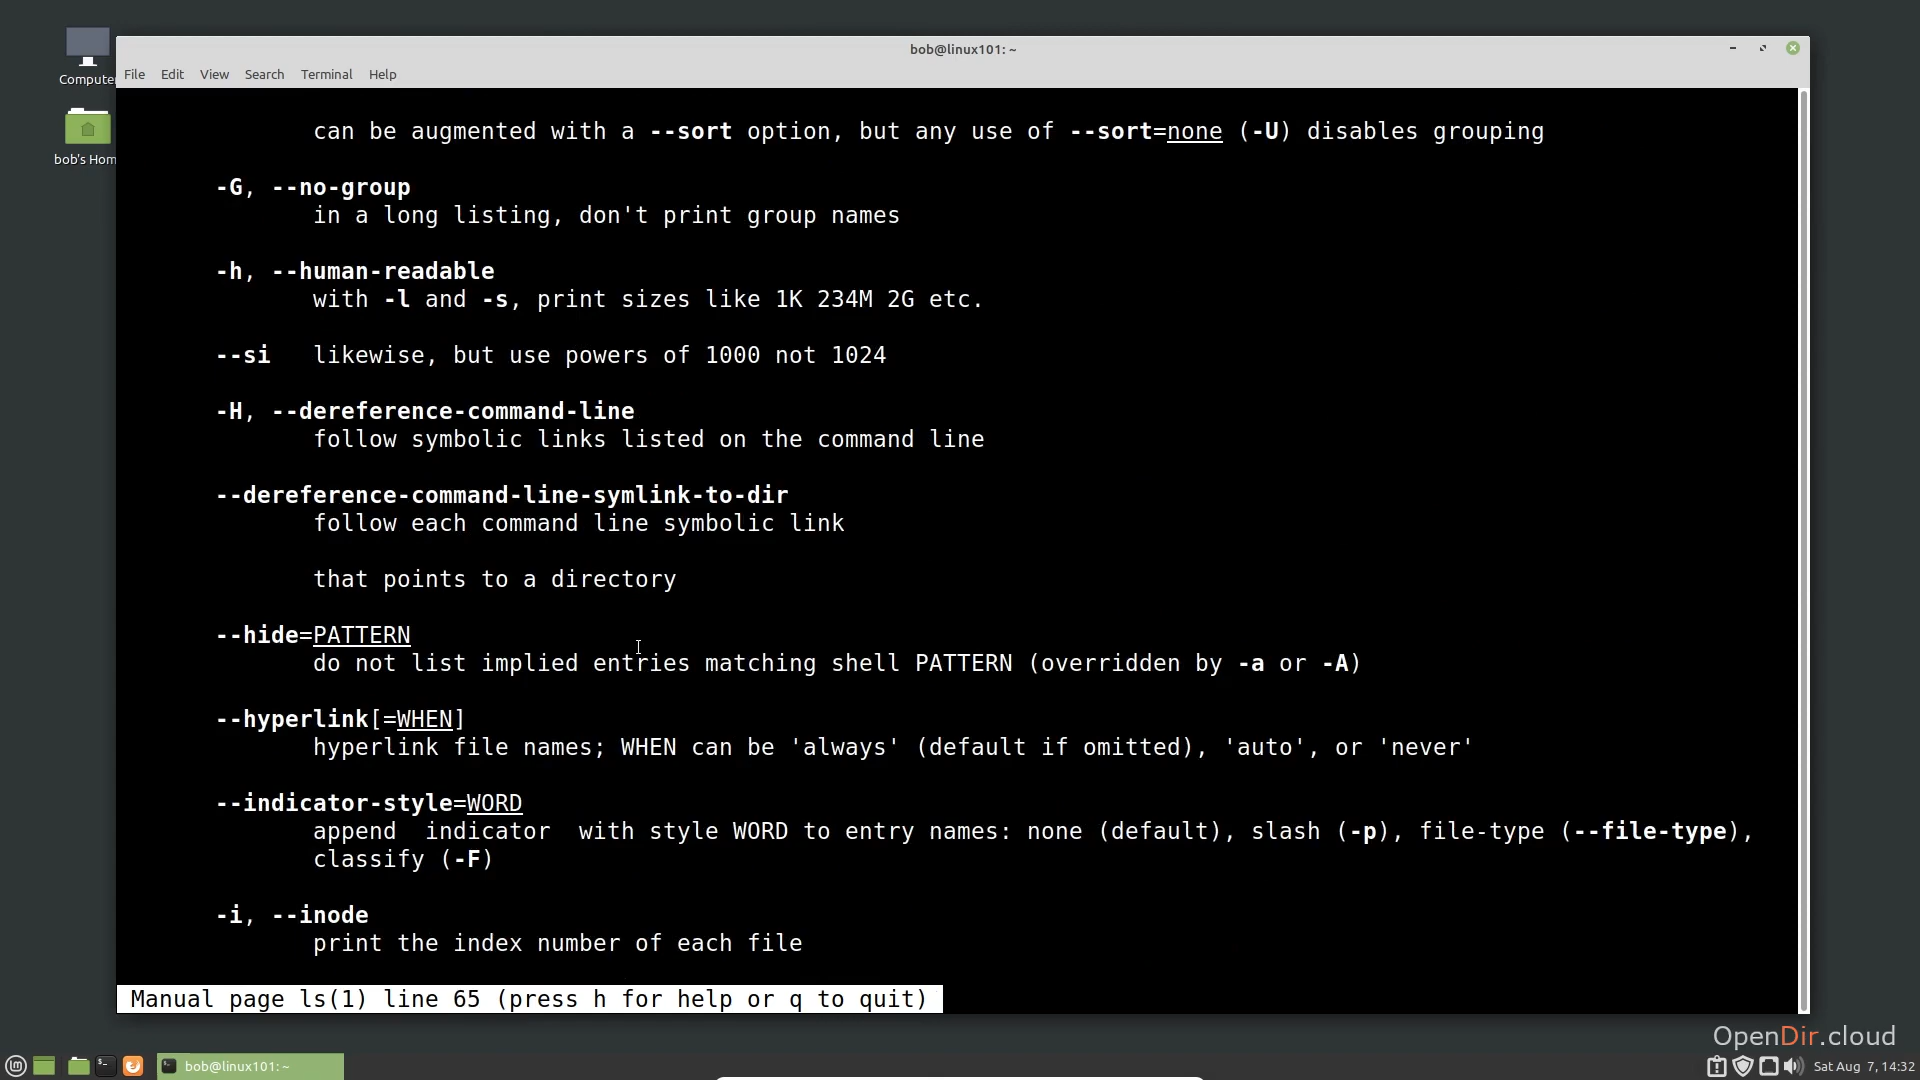 bob@linux101: ~
File Edit View Search Terminal Help
Computer
bob's Hom
can be augmented with a --sort option, but any use of --sort=none (-U) disables grouping
-G, --no-group
in a long listing, don't print group names
-h, --human-readable
with -l and -s, print sizes like 1K 234M 2G etc.
--si likewise, but use powers of 1000 not 1024
-H, --dereference-command-line
follow symbolic links listed on the command line
--dereference-command-line-symlink-to-dir
follow each command line symbolic link
that points to a directory
--hide=PATTERN
do not list implied entries matching shell PATTERN (overridden by -a or -A)
--hyperlink[=WHEN]
hyperlink file names; WHEN can be 'always' (default if omitted), 'auto', or 'never'
--indicator-style=WORD
append indicator with style WORD to entry names: none (default), slash (-p), file-type (--file-type),
classify (-F)
-i, --inode
print the index number of each file
Manual page ls(1) line 65 (press h for help or q to quit)
OpenDir.cloud
bob@linux101: ~
Sat Aug 7, 14:32